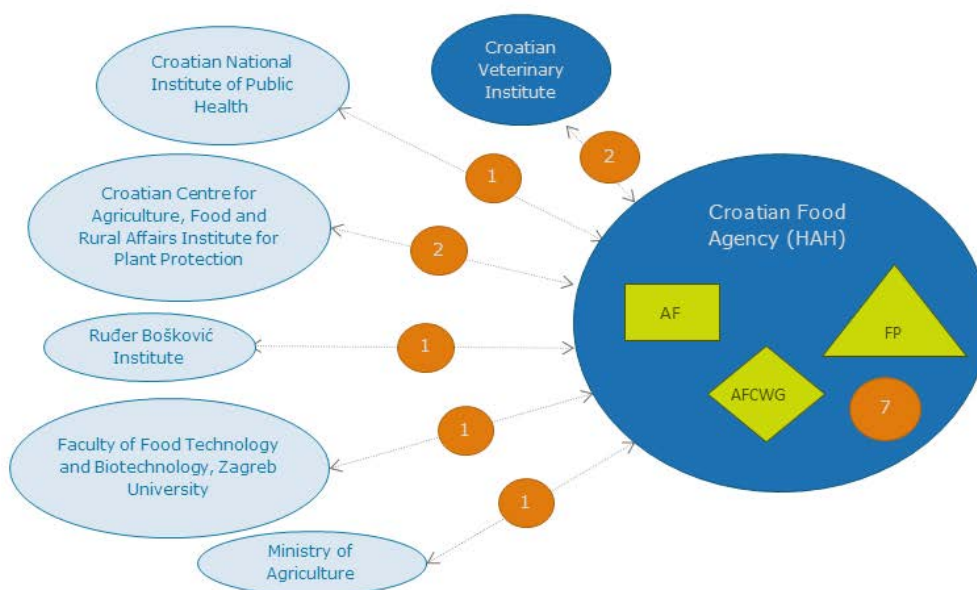 Croatian National
Institute of Public
Health
Croatian
Veterinary
Institute
2
1
Croatian Centre for
Agriculture, Food and
Rural Affairs Institute for
Plant Protection
2
Croatian Food
Agency (HAH)
AF
FP
AFCWG
7
Ruđer Bošković
Institute
1
Faculty of Food Technology
and Biotechnology, Zagreb
University
1
Ministry of
Agriculture
1